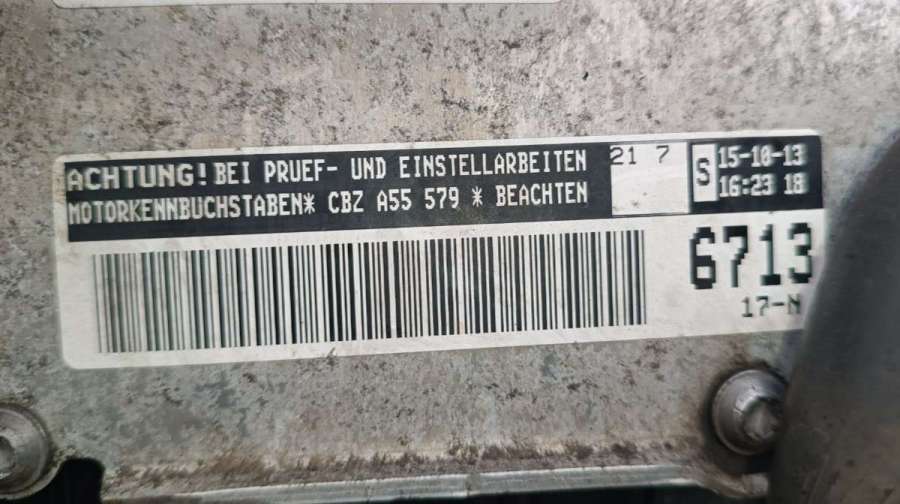 ACHTUNG! BEI PRUEF- UND EINSTELLARBEITEN
MOTORKENNBUCHSTABEN* CBZ A55 579 * BEACHTEN
21 7
S
15-10-13
16:23 18
6713
17-N